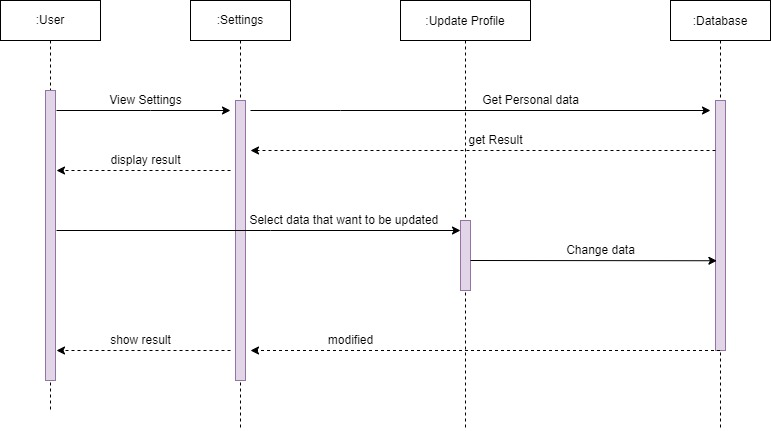 :User
:Settings
:Update Profile
:Database
View Settings
Get Personal data
get Result
display result
Select data that want to be updated
Change data
show result
modified